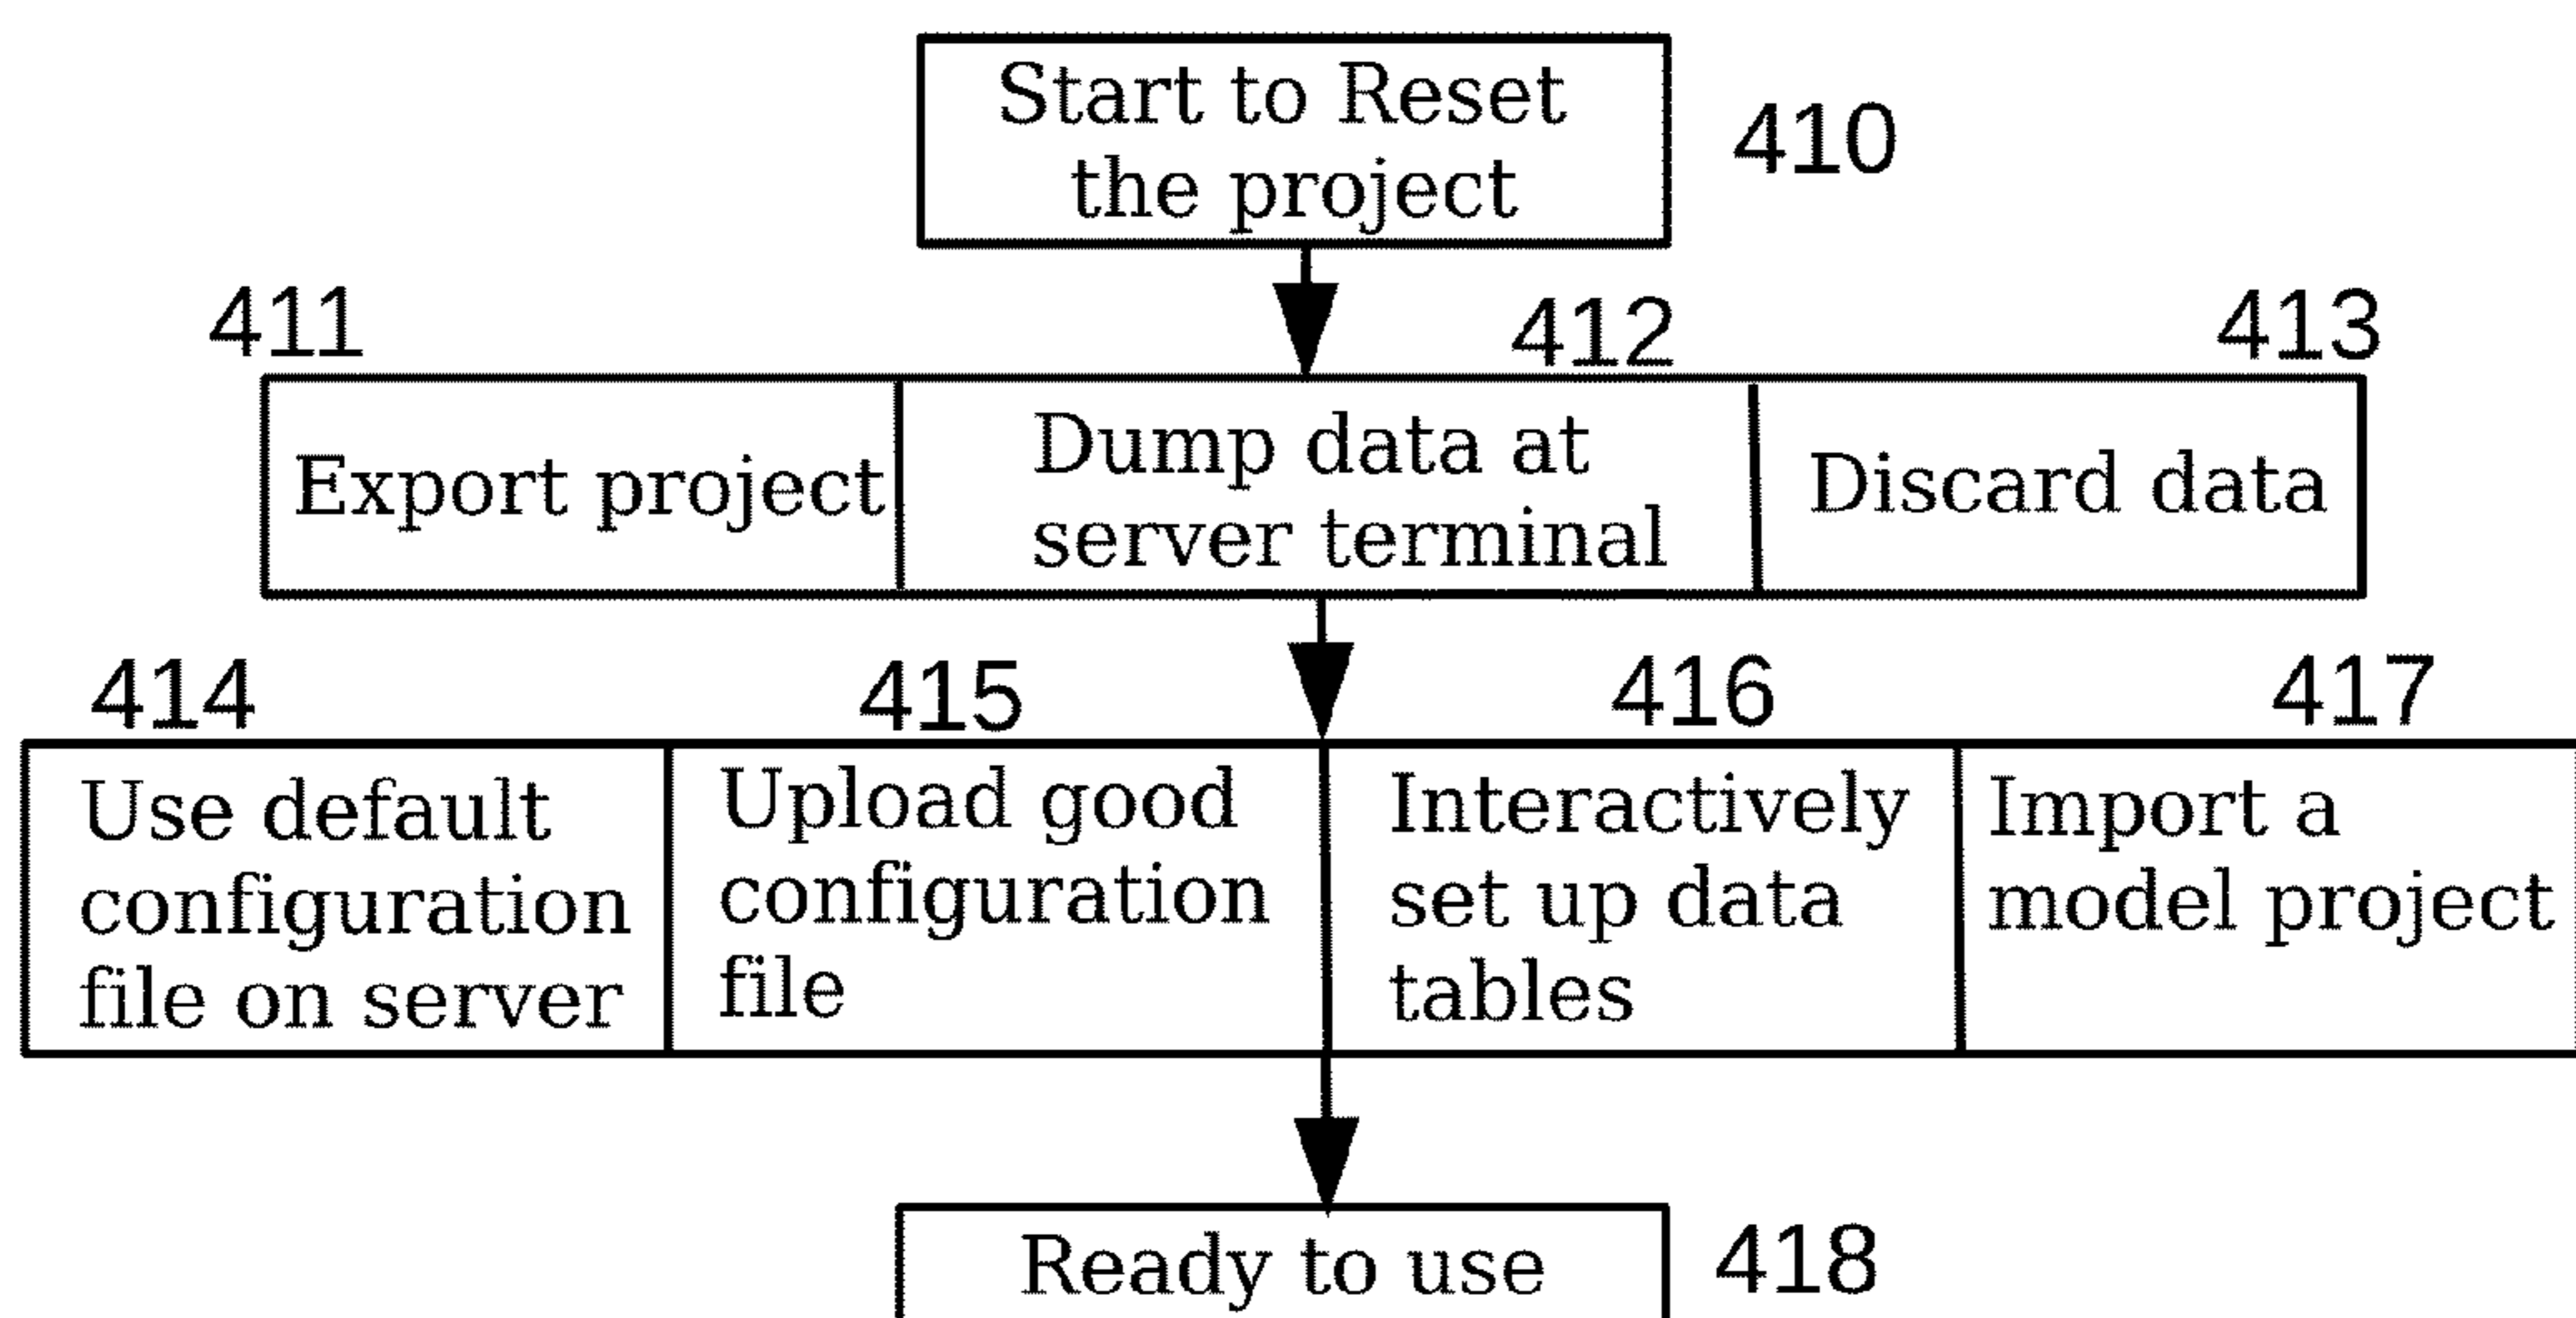 Start to Reset
the project
410
411
412
413
Export project
Dump data at
server terminal
Discard data
414
415
416
417
Use default
configuration
file on server
Upload good
configuration
file
Interactively
set up data
tables
Import a
model project
Ready to use
418